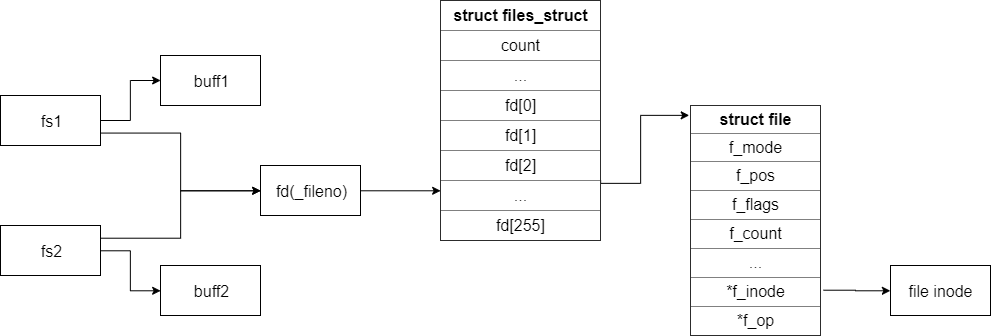 fs1
buff1
fs2
buff2
fd(_fileno)
struct files_struct
count
...
fd[0]
fd[1]
fd[2]
...
fd[255]
struct file
f_mode
f_pos
f_flags
f_count
...
*f_inode
*f_op
file inode